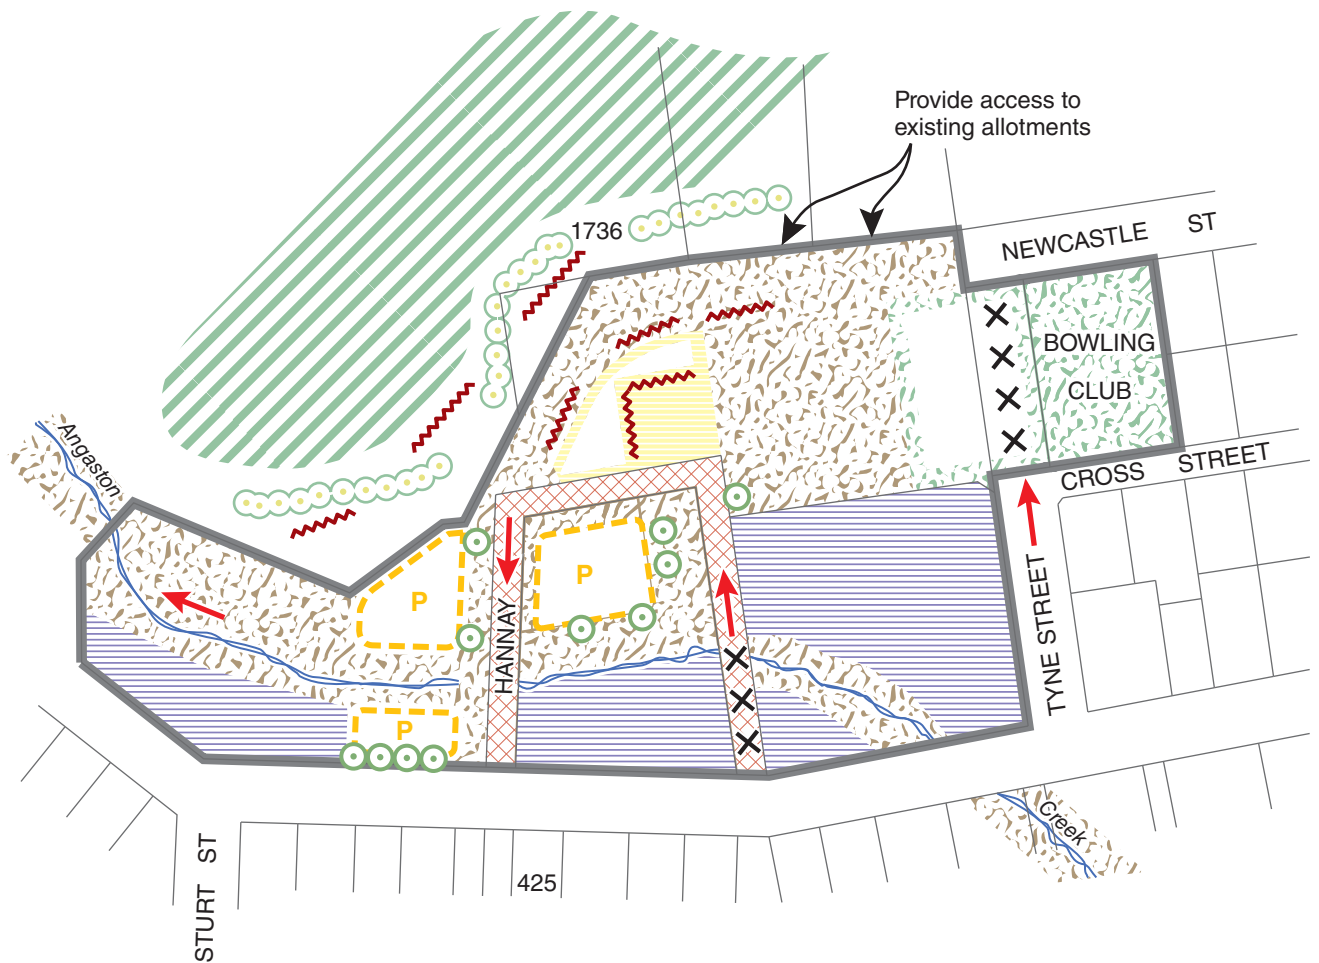 Provide access to
existing allotments
1736
NEWCASTLE ST
BOWLING
CLUB
Angaston
CROSS STREET
P
P
HANNAY
TYNE STREET
P
Creek
STURT ST
425